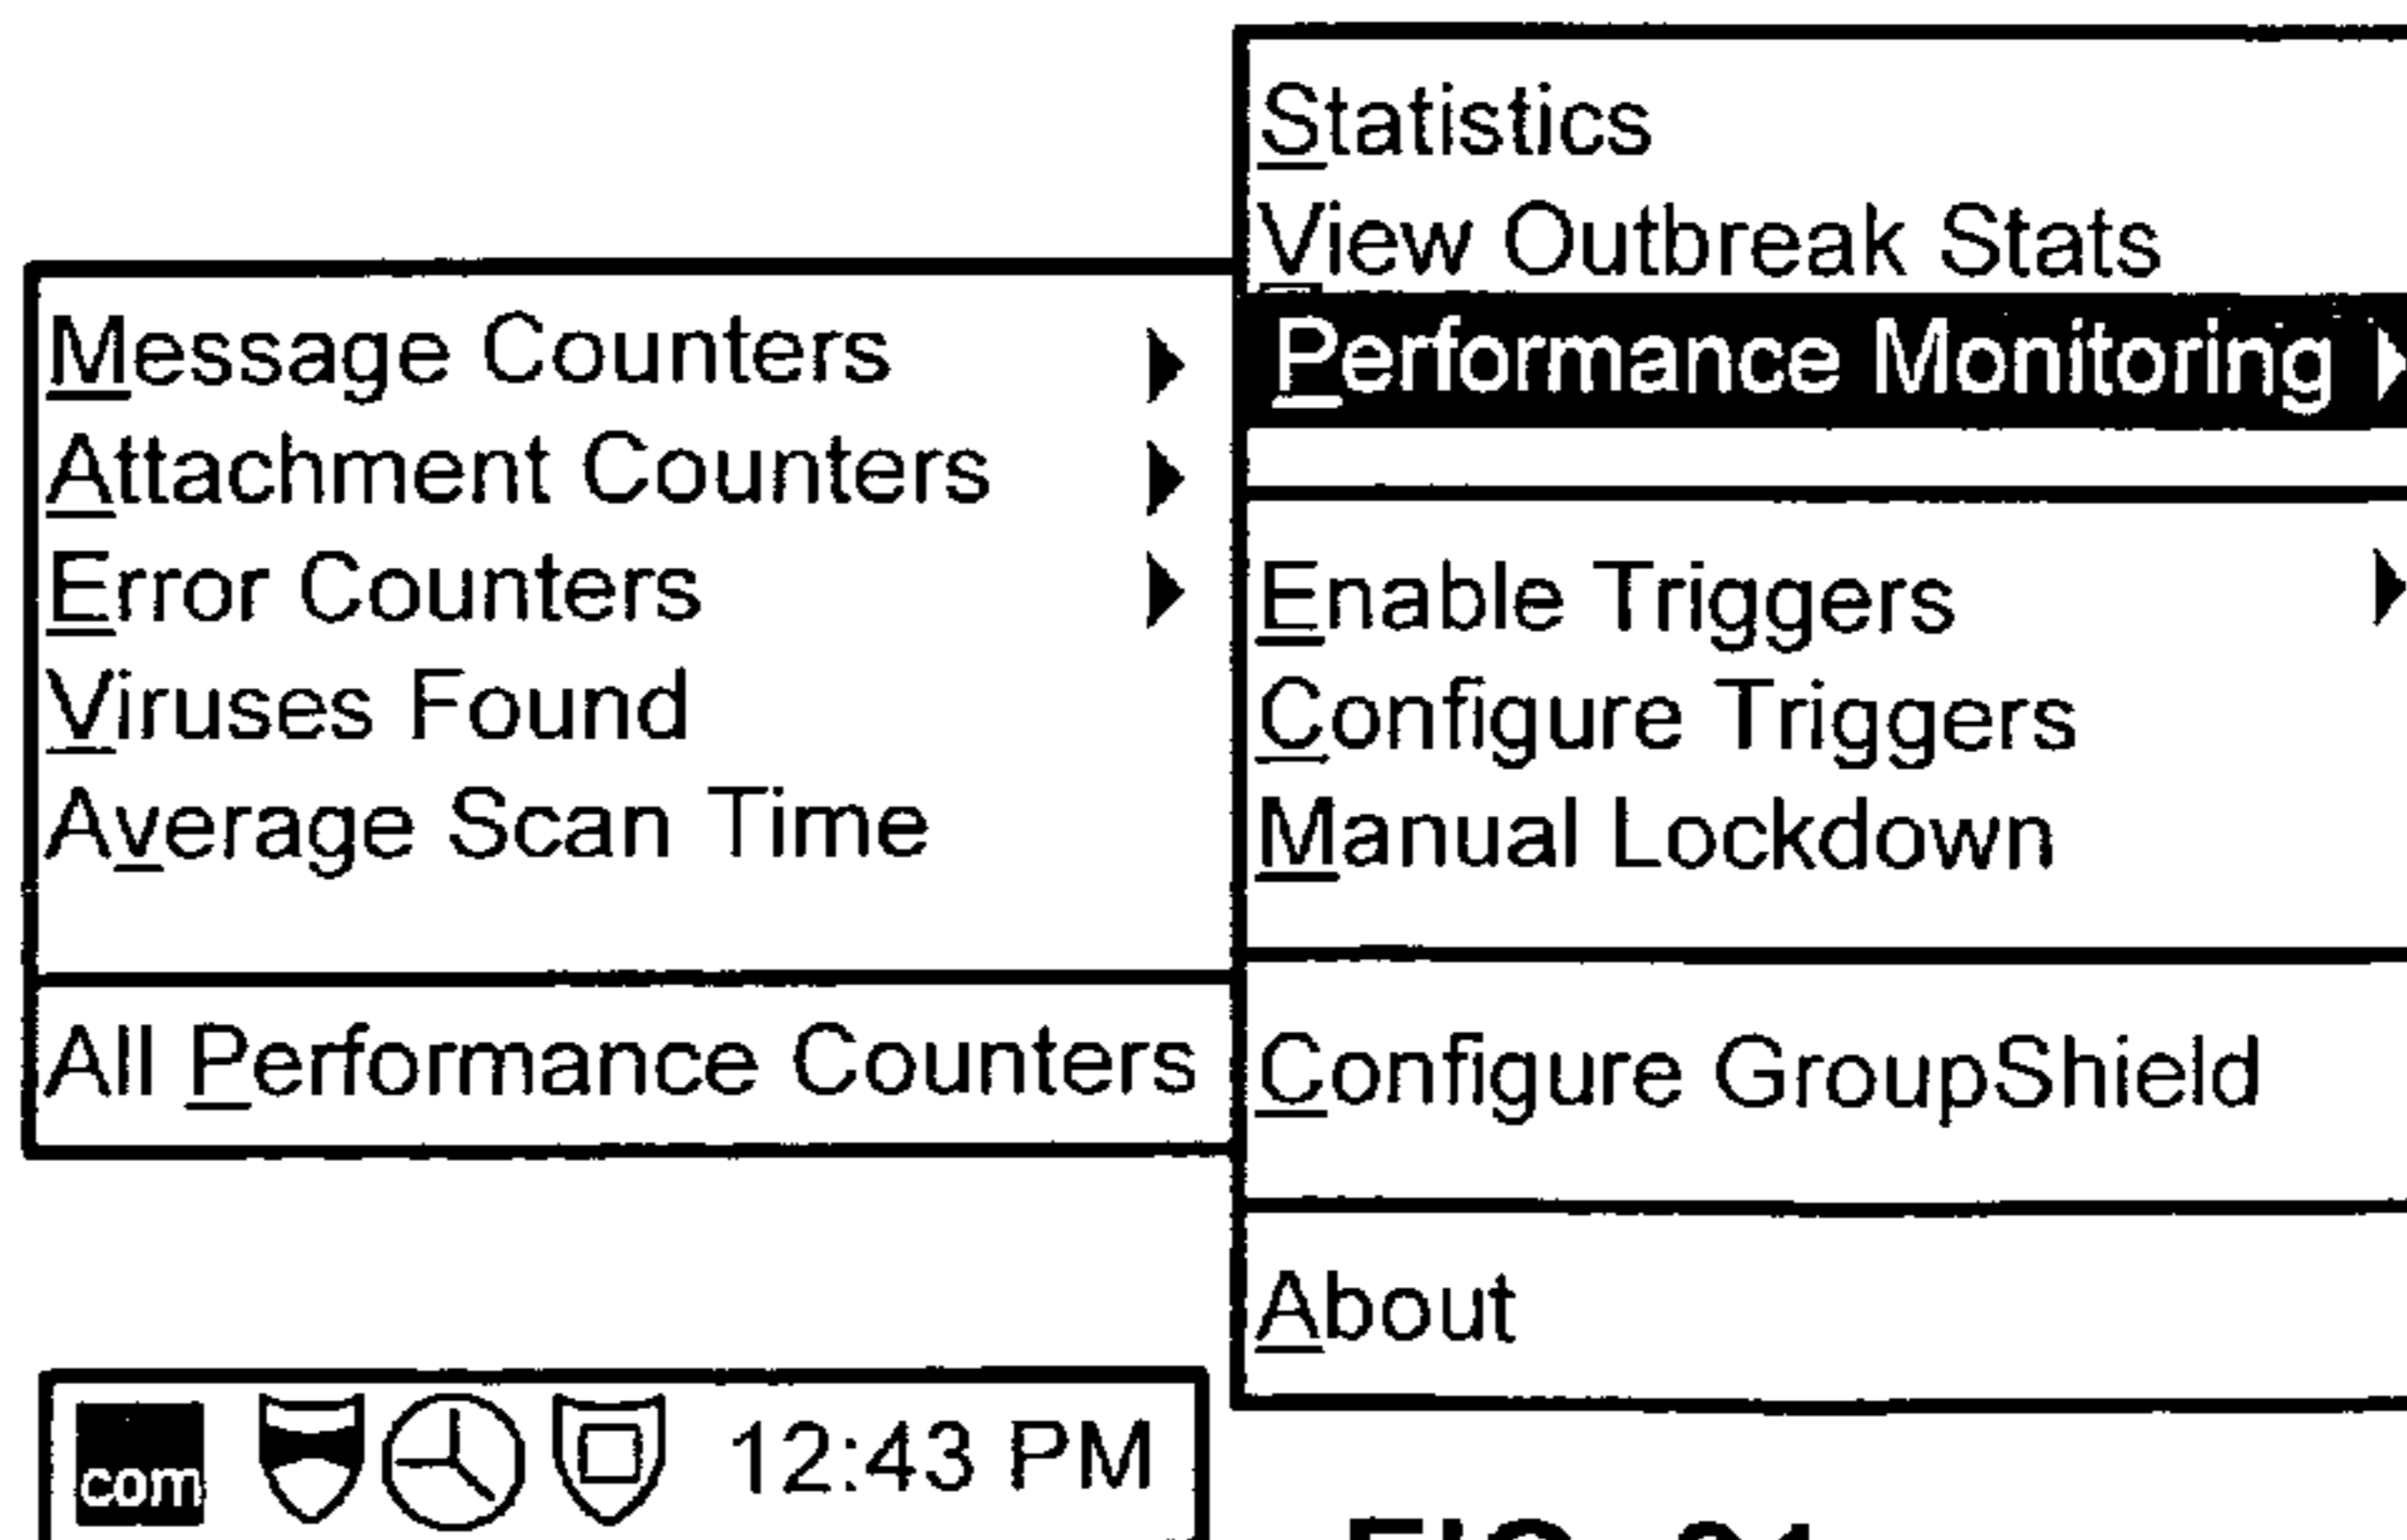 Statistics
View Outbreak Stats
Performance Monitoring
Enable Triggers
Configure Triggers
Manual Lockdown
Configure GroupShield
About
Message Counters
Attachment Counters
Error Counters
Viruses Found
Average Scan Time
All Performance Counters
com
12:43 PM